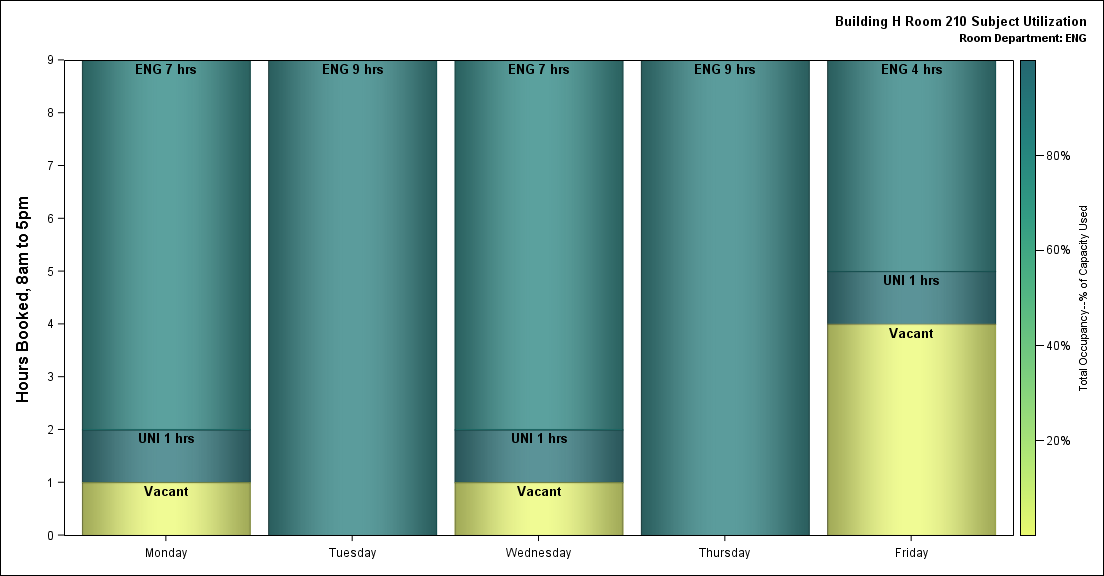 Building H Room 210 Subject Utilization
Room Department: ENG
Hours Booked, 8am to 5pm
9
8
7
6
5
4
3
2
1
0
ENG 7 hrs
UNI 1 hrs
Vacant
Monday
ENG 9 hrs
Tuesday
ENG 7 hrs
UNI 1 hrs
Vacant
Wednesday
ENG 9 hrs
Thursday
ENG 4 hrs
UNI 1 hrs
Vacant
Friday
80%
60%
40%
20%
Total Occupancy--% of Capacity Used